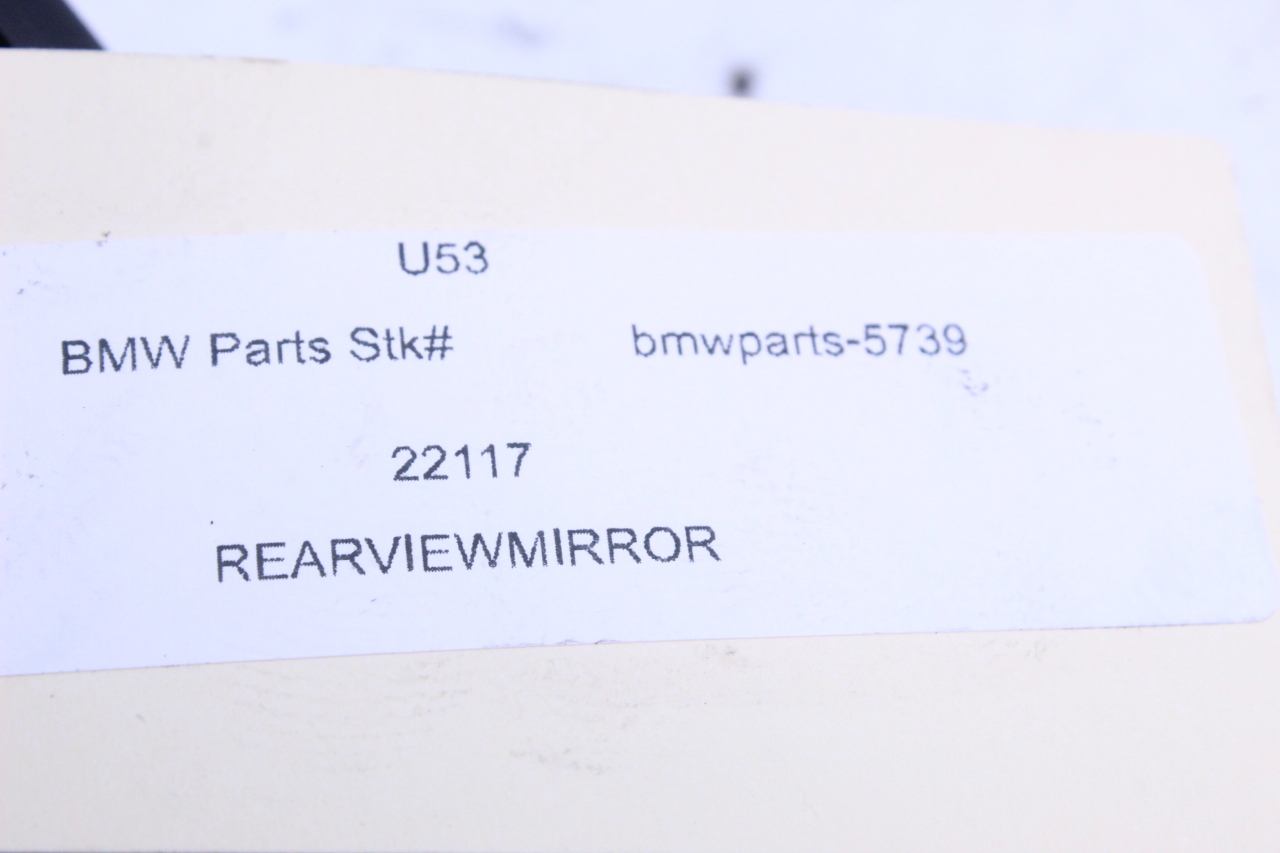 U53
BMW Parts Stk# bmwparts-5739
22117
REARVIEWMIRROR